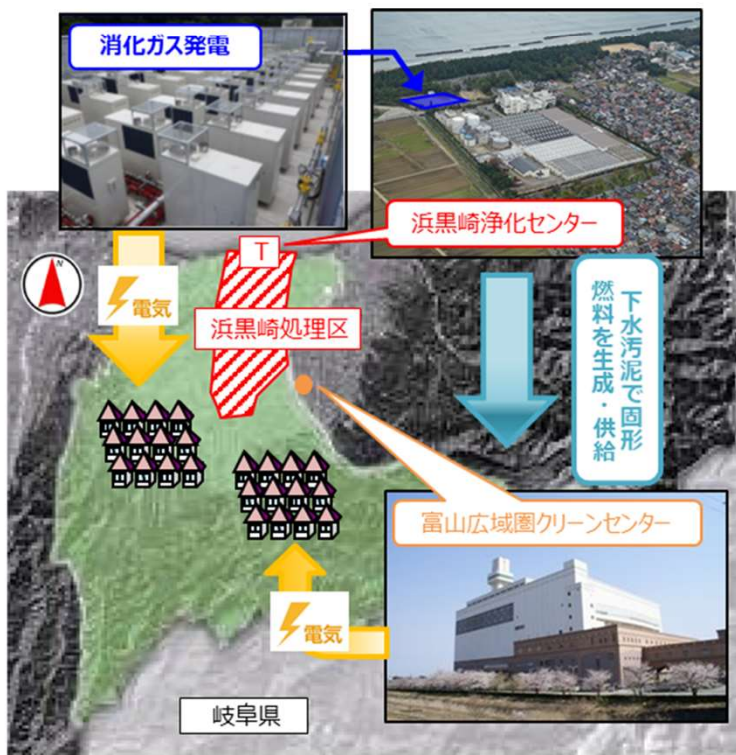 消化ガス発電
N
T
浜黒崎浄化センター
電気
浜黒崎処理区
下水汚泥で固形
燃料を生成・供給
富山広域圏クリーンセンター
電気
岐阜県